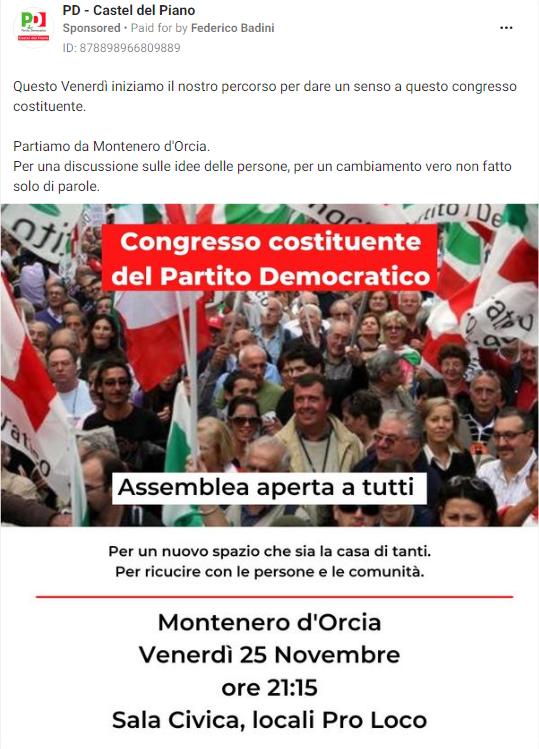 PD - Castel del Piano
Sponsored • Paid for by Federico Badini
ID: 878898966809889
Questo Venerdì iniziamo il nostro percorso per dare un senso a questo congresso
costituente.
Partiamo da Montenero d'Orcia.
Per una discussione sulle idee delle persone, per un cambiamento vero non fatto
solo di parole.
Congresso costituente
del Partito Democratico
Assemblea aperta a tutti
Per un nuovo spazio che sia la casa di tanti.
Per ricucire con le persone e le comunità.
Montenero d'Orcia
Venerdì 25 Novembre
ore 21:15
Sala Civica, locali Pro Loco